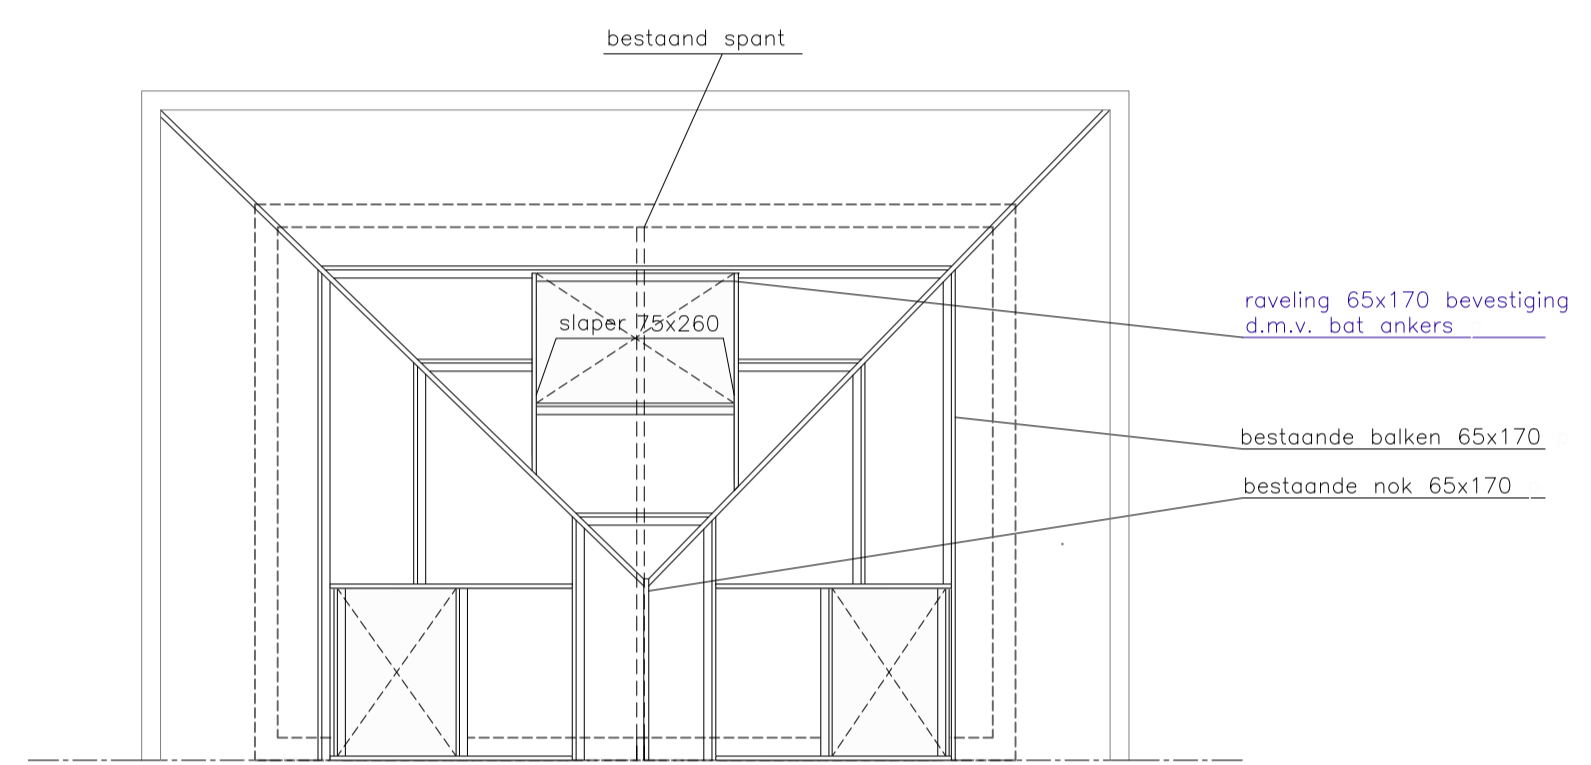 bestaand spant
raveling 65x170 bevestiging
d.m.v. bat ankers
slaper 75x260
bestaande balken 65x170
bestaande nok 65x170